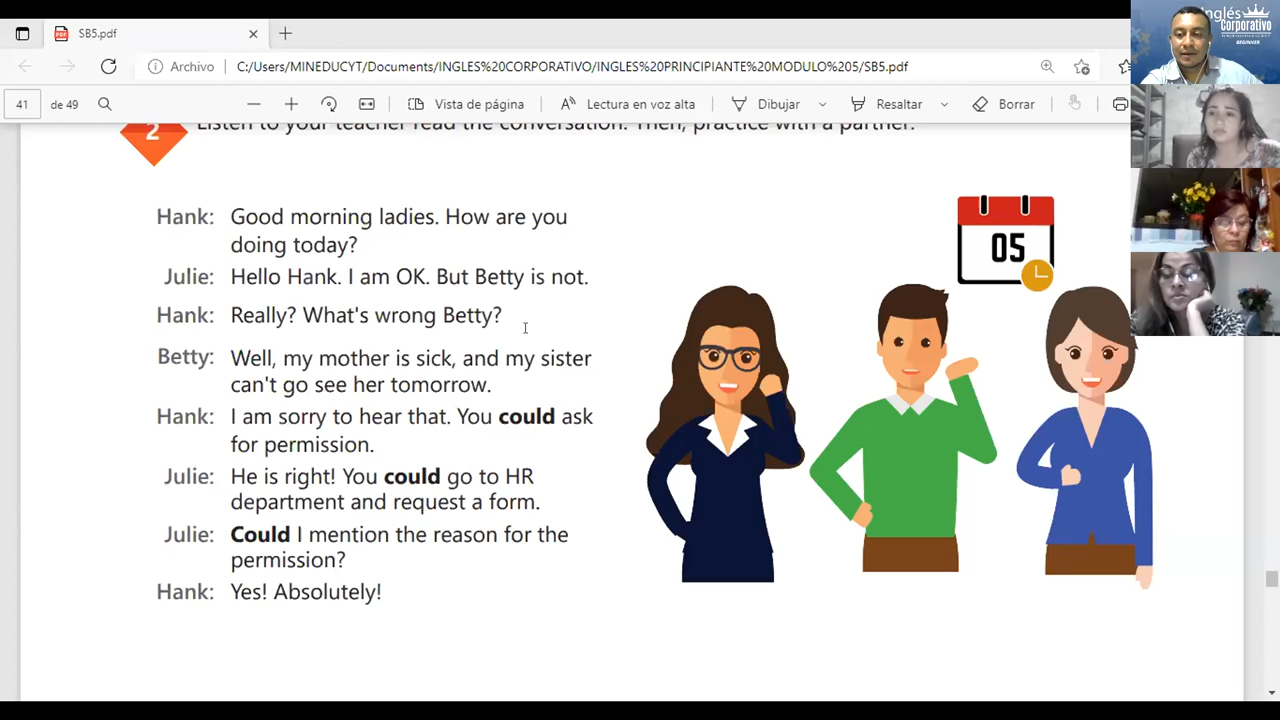 SB5.pdf
Inglés
Corporativo
BEGINNER
Archivo C:/Users/MINEDUCYT/Documents/INGLES%20CORPORATIVO/INGLES%20PRINCIPIANTE%20MODULO%205/SB5.pdf
41 de 49 Vista de página Lectura en voz alta Dibujar Resaltar Borrar
2 Listen to your teacher read the conversation. Then, practice with a partner.
Hank: Good morning ladies. How are you
doing today?
Julie: Hello Hank. I am OK. But Betty is not.
Hank: Really? What's wrong Betty?
Betty: Well, my mother is sick, and my sister
can't go see her tomorrow.
Hank: I am sorry to hear that. You could ask
for permission.
Julie: He is right! You could go to HR
department and request a form.
Julie: Could I mention the reason for the
permission?
Hank: Yes! Absolutely!
05